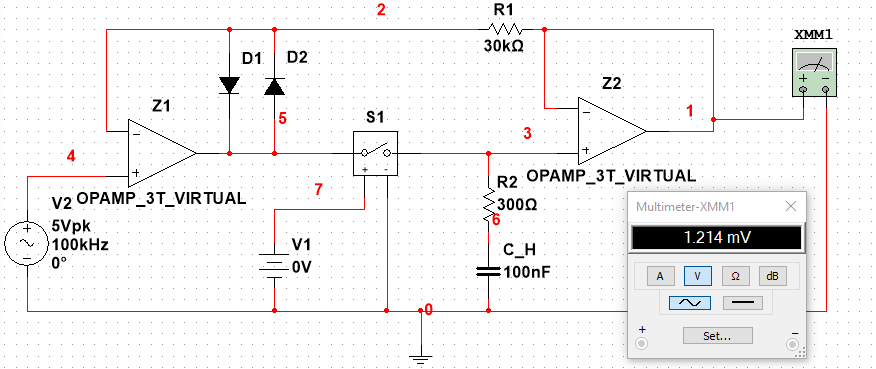 2
R1
30kΩ
XMM1
D1
D2
Z1
Z2
5
S1
1
3
4
OPAMP_3T_VIRTUAL
OPAMP_3T_VIRTUAL
7
R2
300Ω
6
V2
5Vpk
100kHz
0°
V1
0V
C_H
100nF
0
Multimeter-XMM1
1.214 mV
A
V
Ω
dB
+
Set...
−